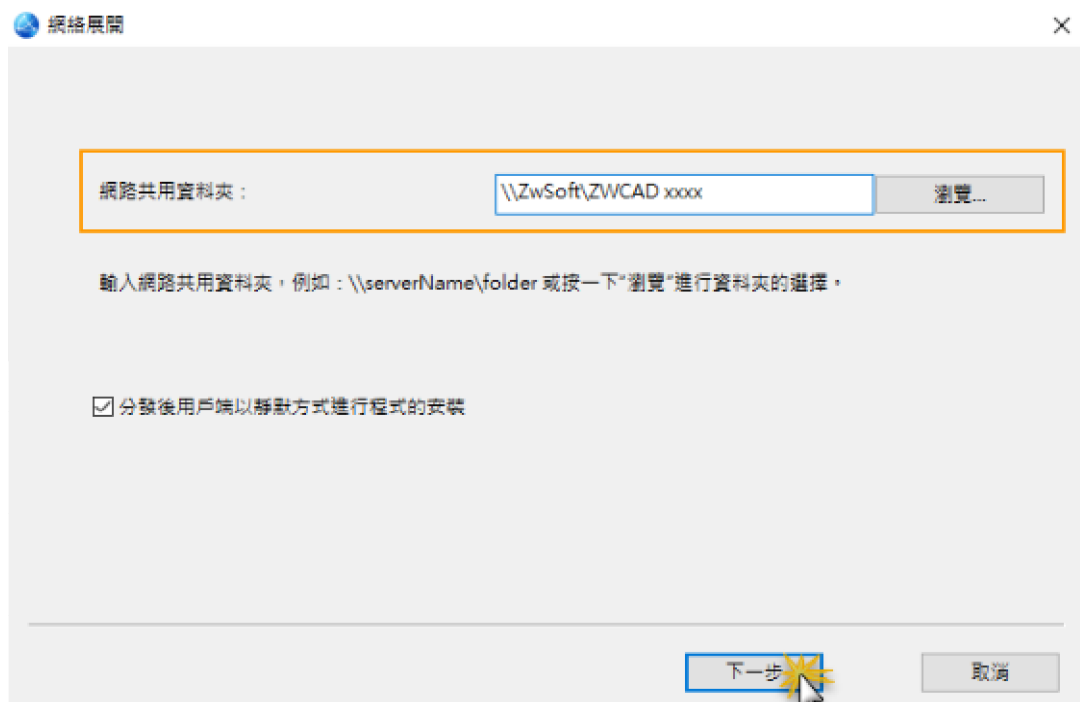 網絡展開
網路共用資料夾：
\\ZwSoft\ZWCAD xxxx
瀏覽...
輸入網路共用資料夾，例如：\\serverName\folder 或按一下"瀏覽"進行資料夾的選擇。
分發後用戶端以靜默方式進行程式的安裝
下一步
取消